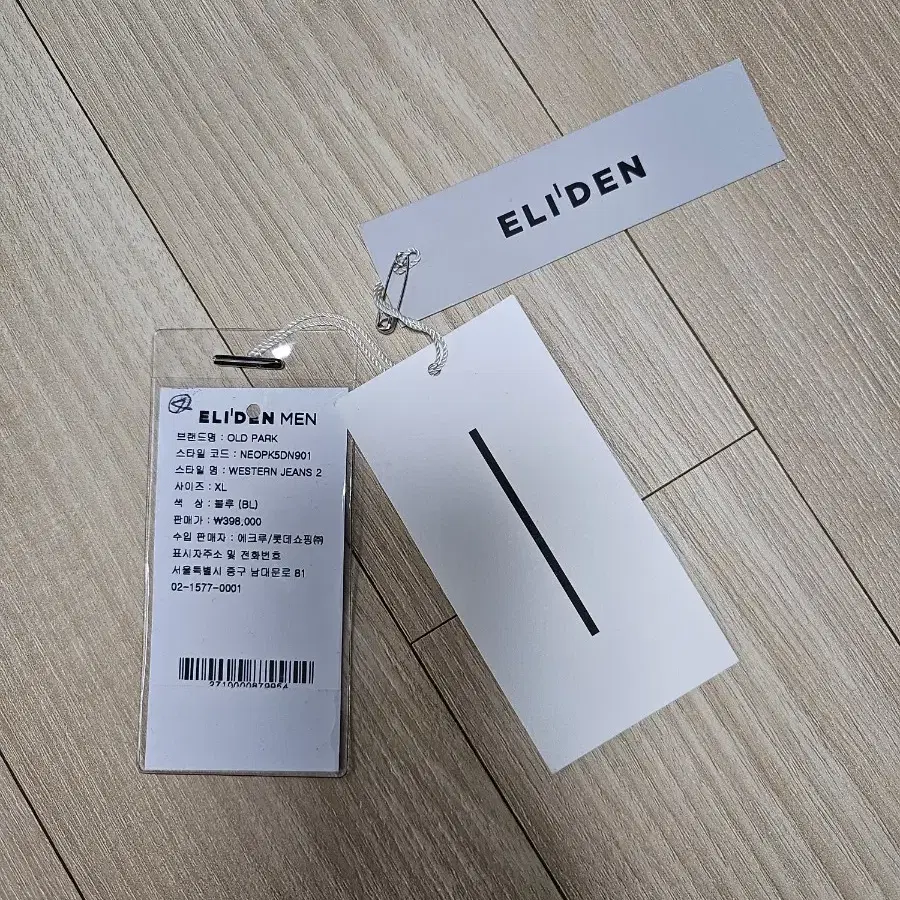 ELI'DEN
ELI'DEN MEN
브랜드명 : OLD PARK
스타일 코드 : NEOPK5DN901
스타일 명 : WESTERN JEANS 2
사이즈 : XL
색 상 : 블루 (BL)
판매가 : ₩398,000
수입 판매자 : 에크루/롯데쇼핑㈜
표시자주소 및 전화번호
서울특별시 중구 남대문로 81
02-1577-0001